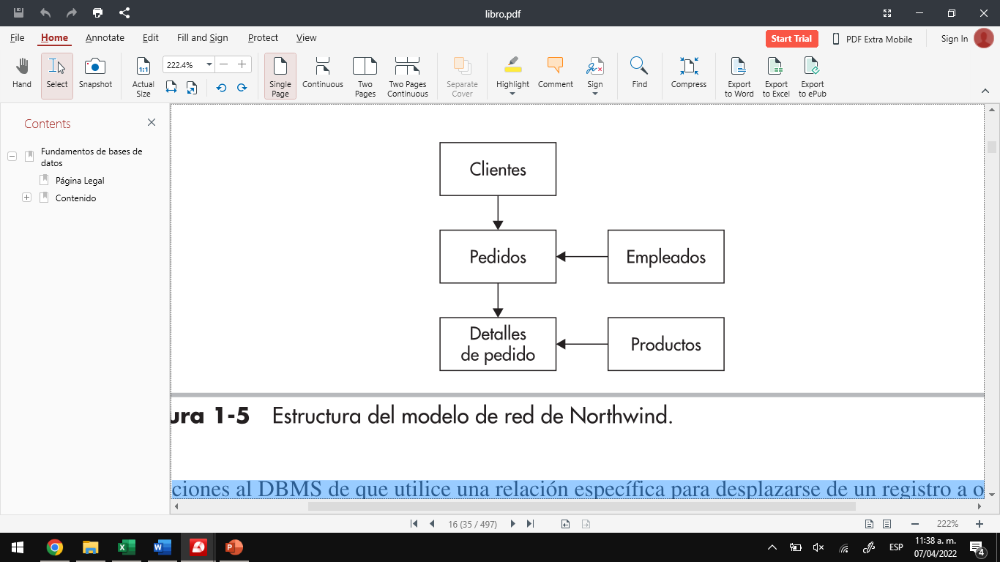 libro.pdf
File Home Annotate Edit Fill and Sign Protect View
Start Trial PDF Extra Mobile Sign In
Hand Select Snapshot
1:1
Actual
Size
222.4%
Single
Page
Continuous
Two
Pages
Two Pages
Continuous
Separate
Cover
Highlight Comment Sign Find Compress
Export
to Word
Export
to Excel
Export
to ePub
Contents
Fundamentos de bases de
datos
Página Legal
Contenido
Clientes
Pedidos Empleados
Detalles
de pedido
Productos
ura 1-5 Estructura del modelo de red de Northwind.
ciones al DBMS de que utilice una relación específica para desplazarse de un registro a o
16 (35 / 497) 222%
ESP
11:38 a. m.
07/04/2022
4